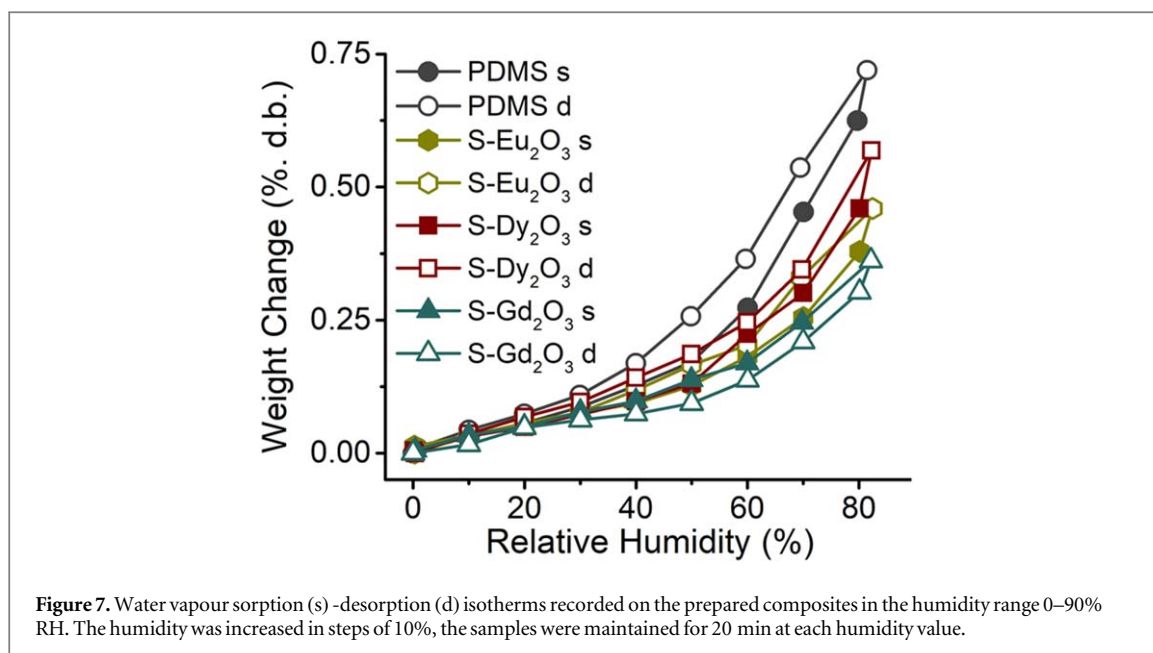 0.75
0.50
0.25
0.00
Weight Change (%. d.b.)
PDMS s
PDMS d
S-Eu₂O₃ s
S-Eu₂O₃ d
S-Dy₂O₃ s
S-Dy₂O₃ d
S-Gd₂O₃ s
S-Gd₂O₃ d
0 20 40 60 80
Relative Humidity (%)
Figure 7. Water vapour sorption (s) -desorption (d) isotherms recorded on the prepared composites in the humidity range 0–90%
RH. The humidity was increased in steps of 10%, the samples were maintained for 20 min at each humidity value.